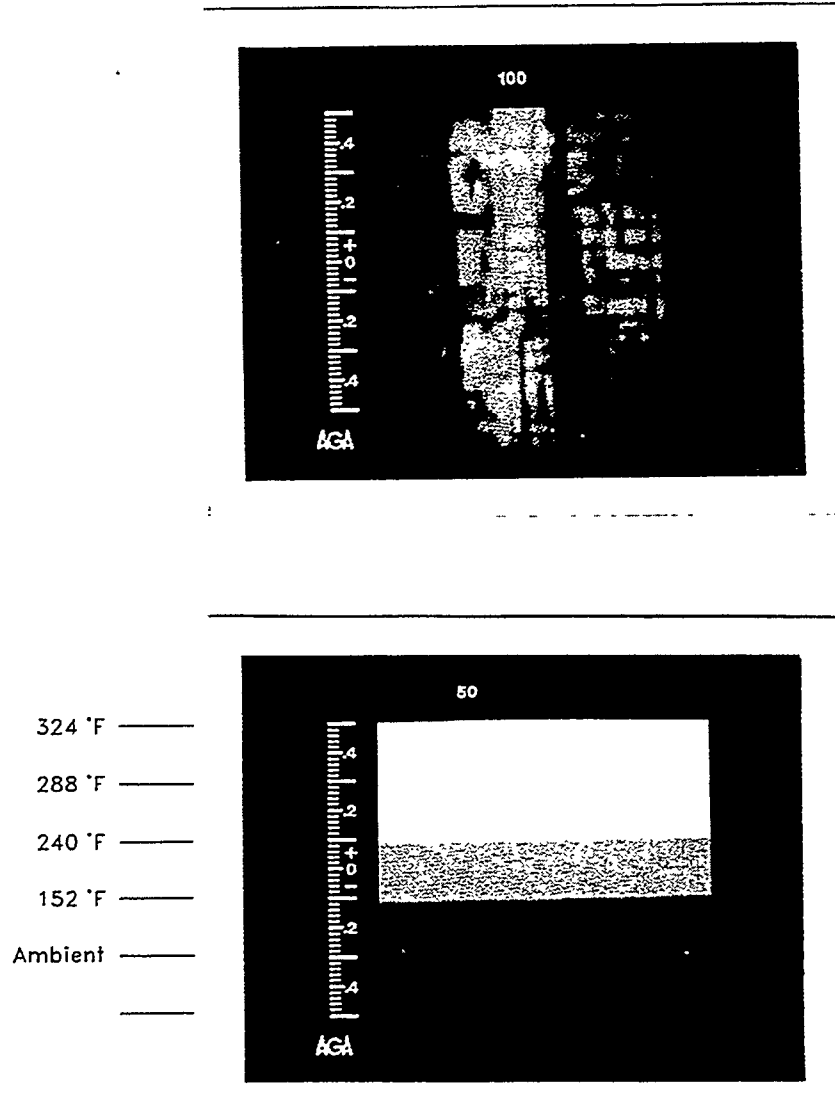 100
.4
.2
+
0
−
.2
.4
AGA
50
324 °F
288 °F
240 °F
152 °F
Ambient
.4
.2
+
0
−
.2
.4
AGA